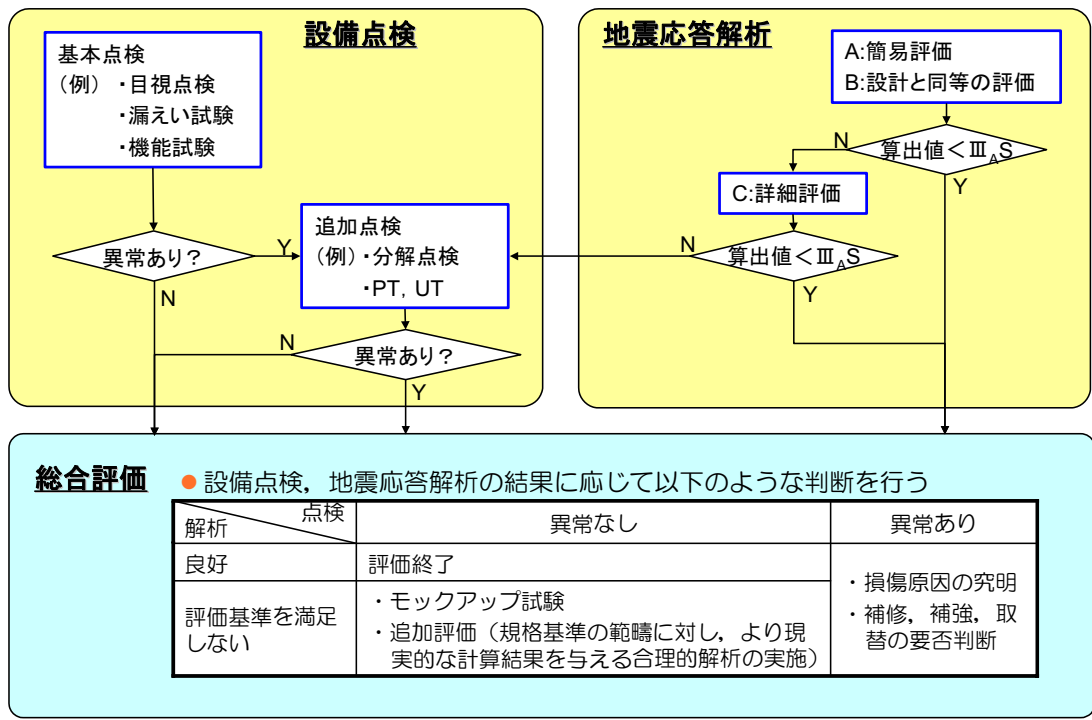 設備点検
基本点検
（例）・目視点検
・漏えい試験
・機能試験
異常あり？
Y
N
追加点検
（例）・分解点検
・PT，UT
異常あり？
N
Y
地震応答解析
A:簡易評価
B:設計と同等の評価
算出値＜ⅢAS
N
Y
C:詳細評価
算出値＜ⅢAS
N
Y
総合評価
●設備点検，地震応答解析の結果に応じて以下のような判断を行う
点検
解析
異常なし
異常あり
良好
評価終了
評価基準を満足
しない
・モックアップ試験
・追加評価（規格基準の範疇に対し，より現
実的な計算結果を与える合理的解析の実施）
・損傷原因の究明
・補修，補強，取
替の要否判断